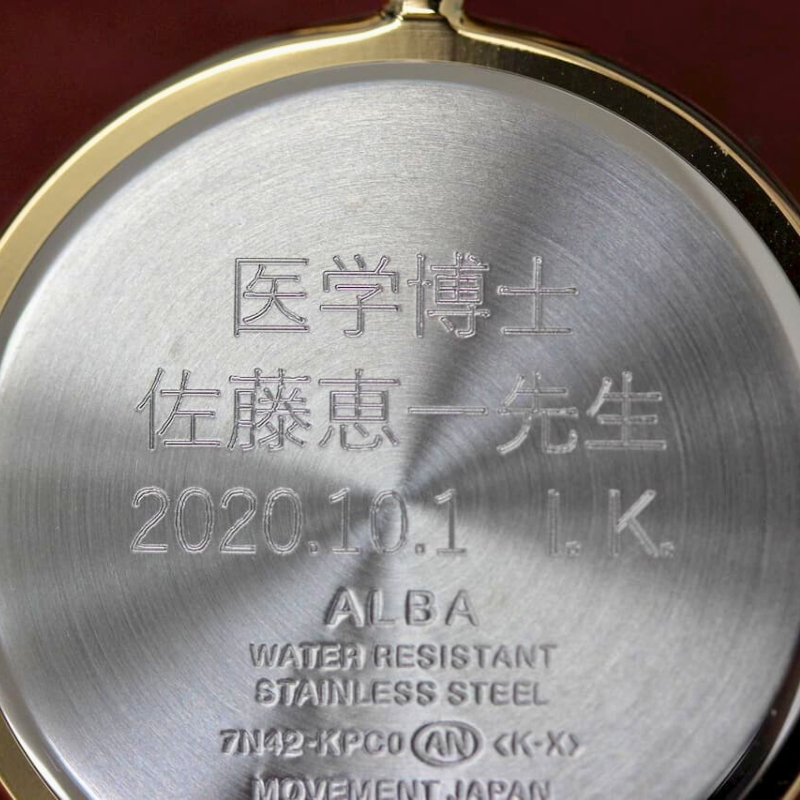 医学博士
佐藤恵一先生
2020.10.1 I.K.
ALBA
WATER RESISTANT
STAINLESS STEEL
7N42-KPC0 AN <K-X>
MOVEMENT JAPAN